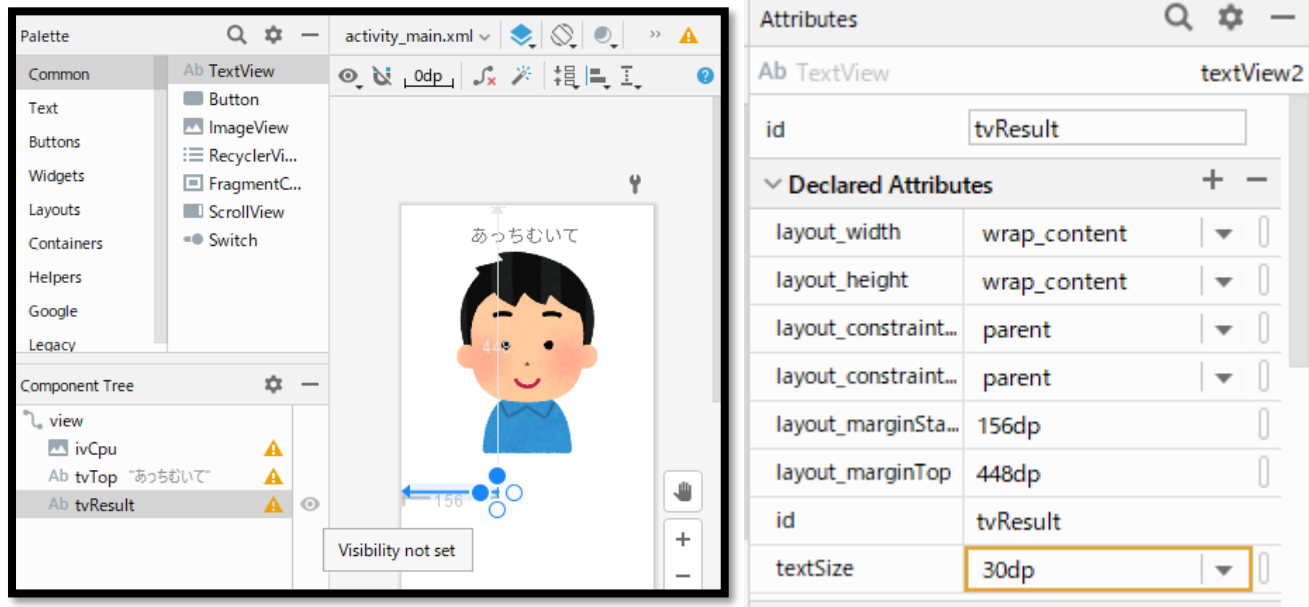 Palette
Common
Text
Buttons
Widgets
Layouts
Containers
Helpers
Google
Legacy
Ab TextView
Button
ImageView
RecyclerVi...
FragmentC...
ScrollView
Switch
Component Tree
view
ivCpu
Ab tvTop "あっちむいて"
Ab tvResult
activity_main.xml
0dp
あっちむいて
448
156
Visibility not set
Attributes
Ab TextView textView2
id tvResult
Declared Attributes
layout_width wrap_content
layout_height wrap_content
layout_constraint... parent
layout_constraint... parent
layout_marginSta... 156dp
layout_marginTop 448dp
id tvResult
textSize 30dp